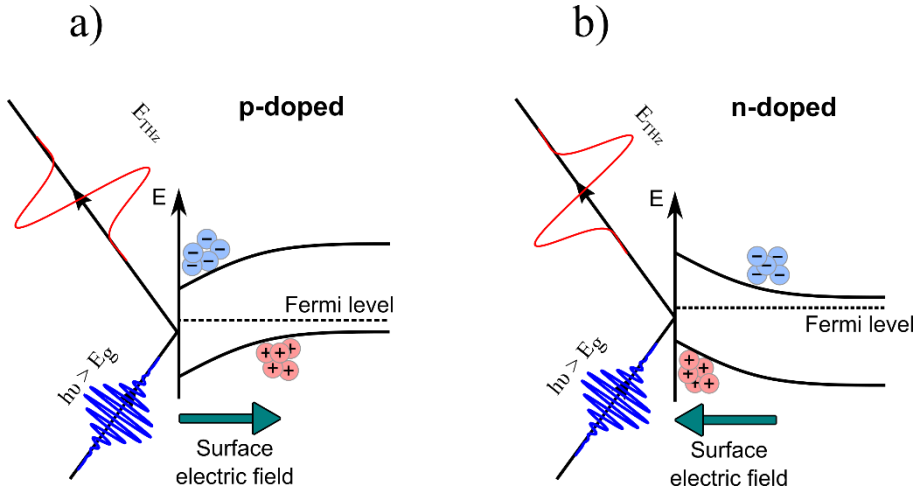 a)
p-doped
E_THz
E
− − − − − −
Fermi level
+ + + + +
hυ > Eg
Surface
electric field
b)
n-doped
E_THz
E
− − − − −
Fermi level
+ + + + + +
hυ > Eg
Surface
electric field